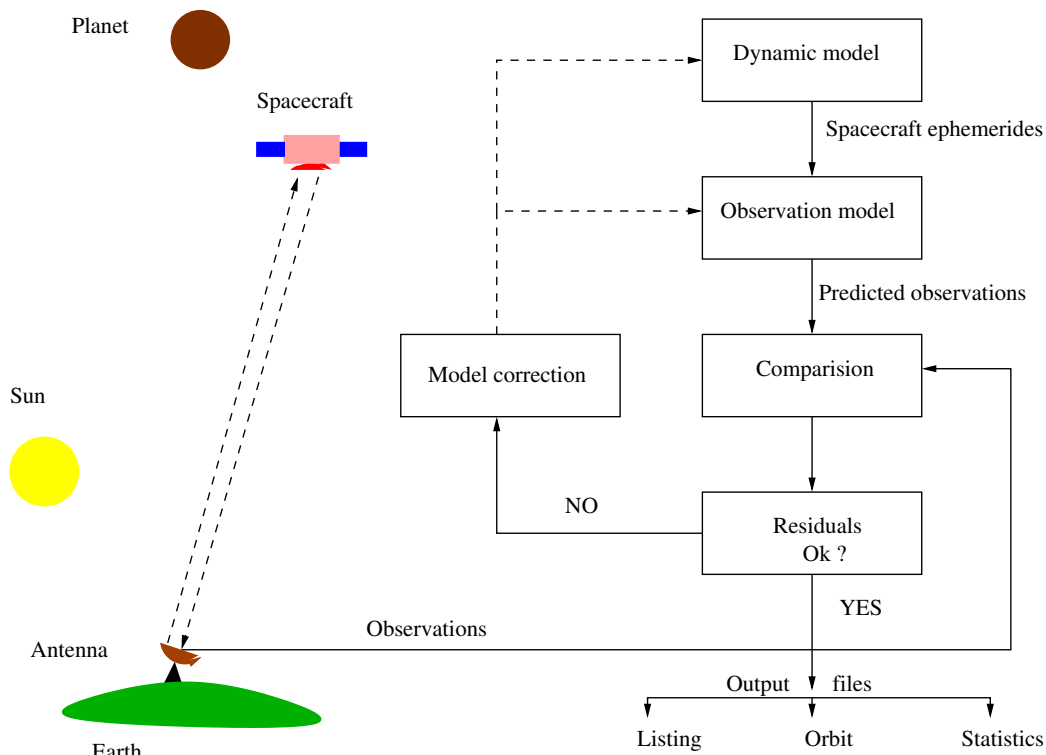 Planet
Spacecraft
Sun
Antenna
Earth
Observations
Dynamic model
Spacecraft ephemerides
Observation model
Predicted observations
Model correction
Comparision
NO
Residuals
Ok ?
YES
Output files
Listing
Orbit
Statistics